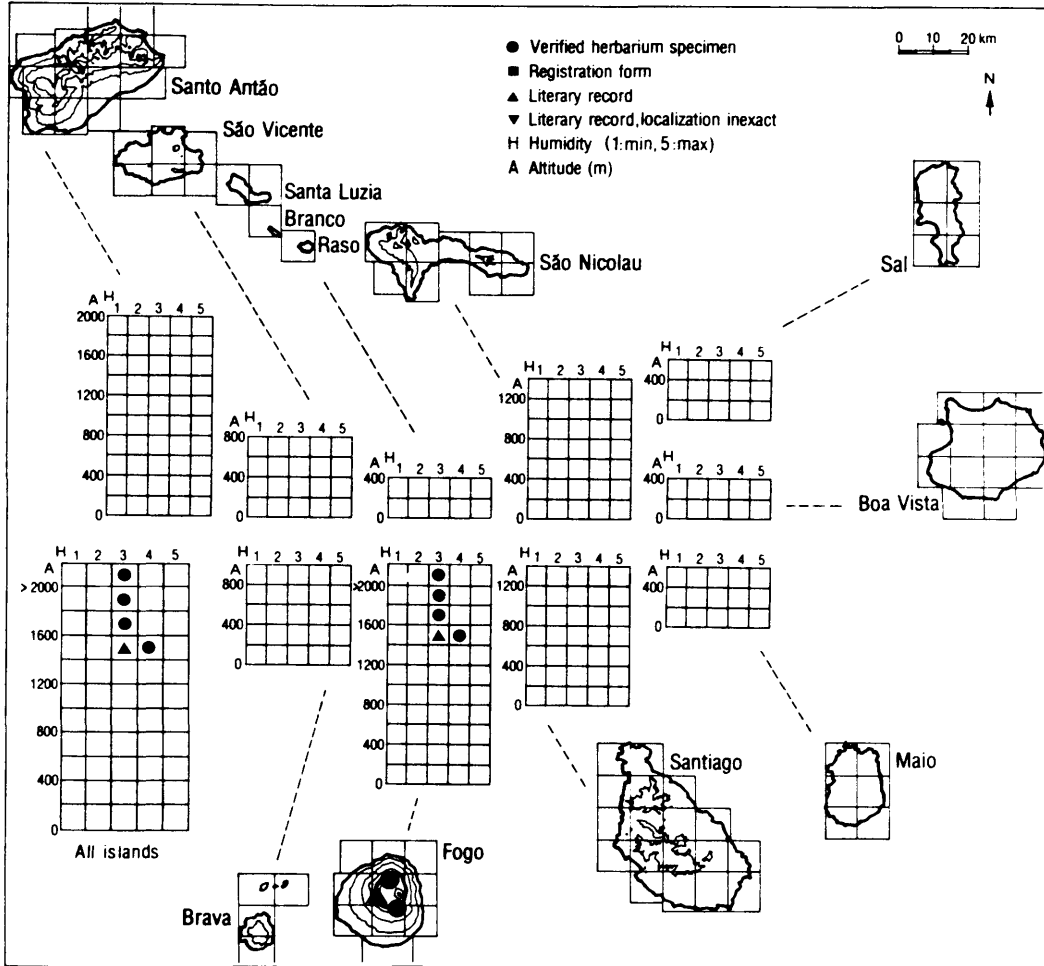 ● Verified herbarium specimen
■ Registration form
▲ Literary record
▼ Literary record, localization inexact
H Humidity (1:min, 5:max)
A Altitude (m)
0 10 20 km
N
Santo Antão
São Vicente
Santa Luzia
Branco
Raso
São Nicolau
Sal
A H 1 2 3 4 5
2000
1600
1200
800
400
0
H 1 2 3 4 5
A
800
400
0
H 1 2 3 4 5
A
400
0
H 1 2 3 4 5
A
1200
800
400
0
H 1 2 3 4 5
A
400
0
H 1 2 3 4 5
A
400
0
Boa Vista
H 1 2 3 4 5
A
>2000
1600
1200
800
400
0
All islands
H 1 2 3 4 5
A
800
400
0
H 1 2 3 4 5
A
>2000
1600
1200
800
400
0
H 1 2 3 4 5
A
1200
800
400
0
H 1 2 3 4 5
A
400
0
Santiago
Maio
Fogo
Brava